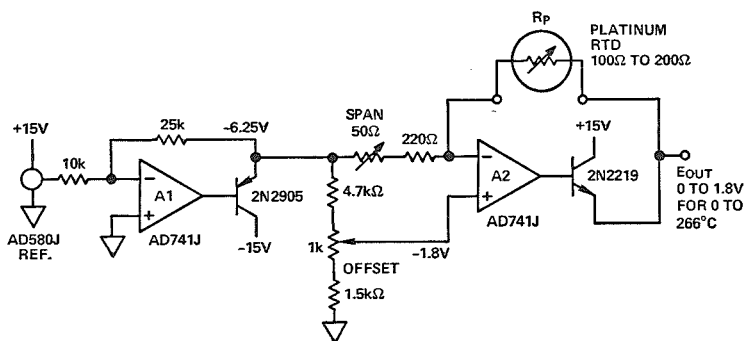 RP
PLATINUM
RTD
100Ω TO 200Ω
+15V
10k
25k
−6.25V
SPAN
50Ω
220Ω
+15V
−
A1
+
2N2905
4.7kΩ
−
A2
+
2N2219
EOUT
0 TO 1.8V
FOR 0 TO
266°C
AD580J
REF.
AD741J
−15V
1k
OFFSET
−1.8V
AD741J
1.5kΩ